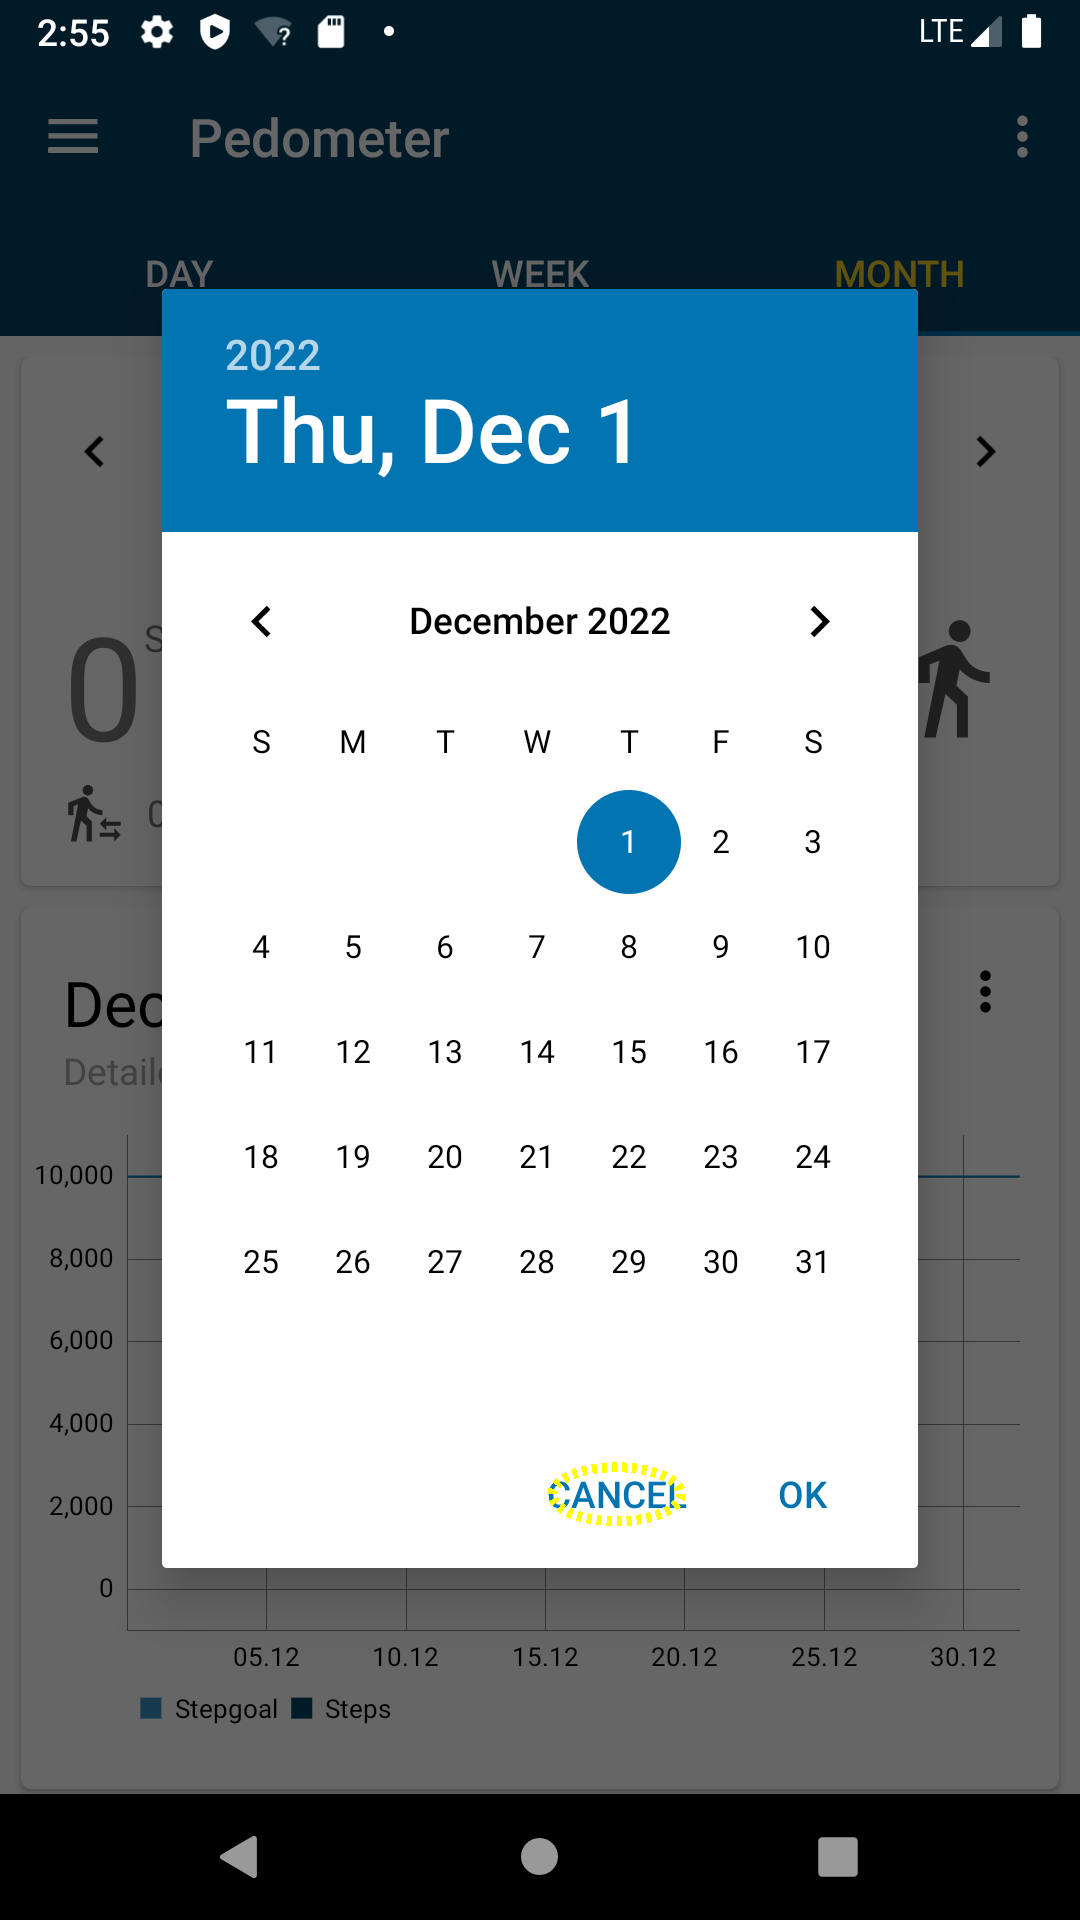 2:55 ? LTE
Pedometer
DAY WEEK MONTH
2022
Thu, Dec 1
December 2022
S M T W T F S
1 2 3
4 5 6 7 8 9 10
11 12 13 14 15 16 17
18 19 20 21 22 23 24
25 26 27 28 29 30 31
CANCEL OK
0 S
0
Dec
Detail
10,000
8,000
6,000
4,000
2,000
0
05.12 10.12 15.12 20.12 25.12 30.12
Stepgoal Steps